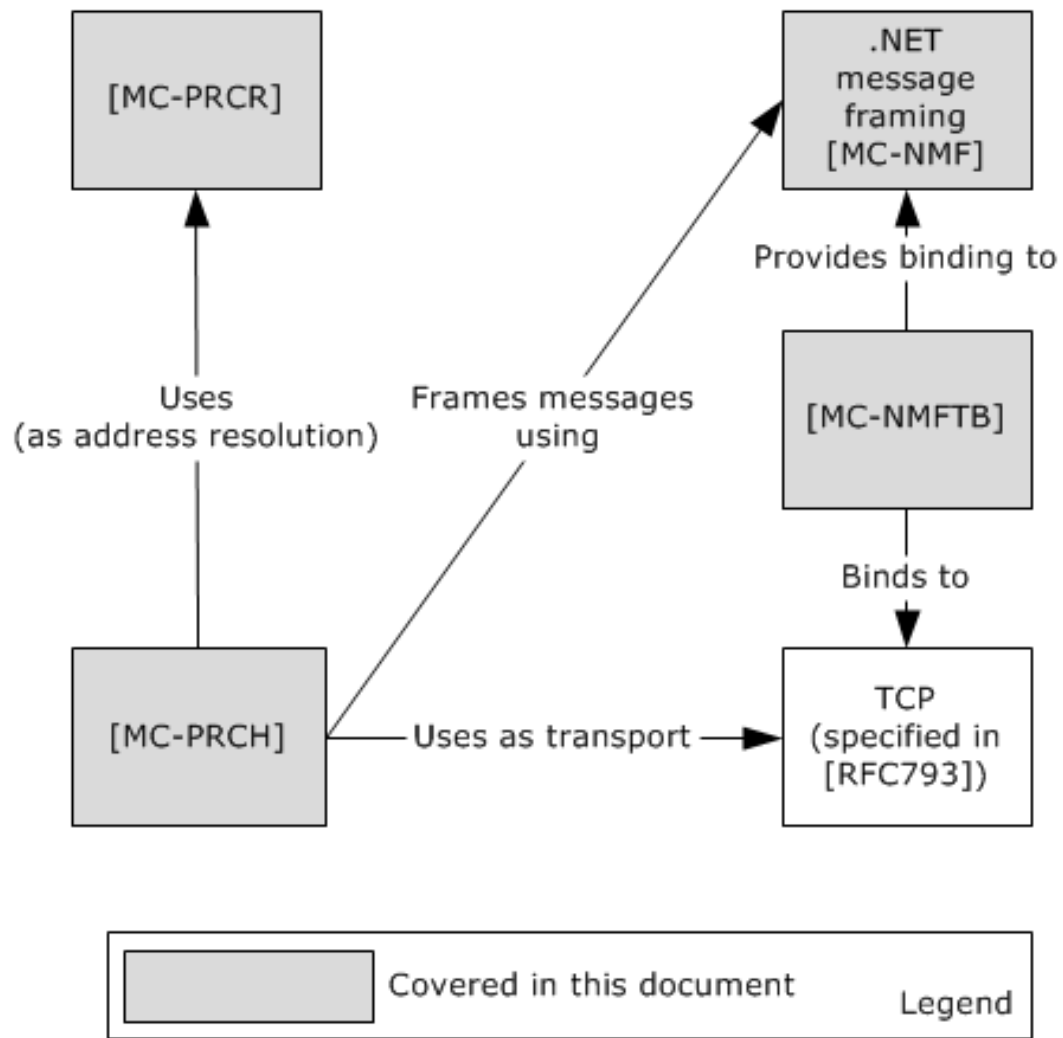 [MC-PRCR]
.NET
message
framing
[MC-NMF]
Provides binding to
Uses
(as address resolution)
Frames messages
using
[MC-NMFTB]
Binds to
[MC-PRCH]
Uses as transport
TCP
(specified in
[RFC793])
Covered in this document
Legend